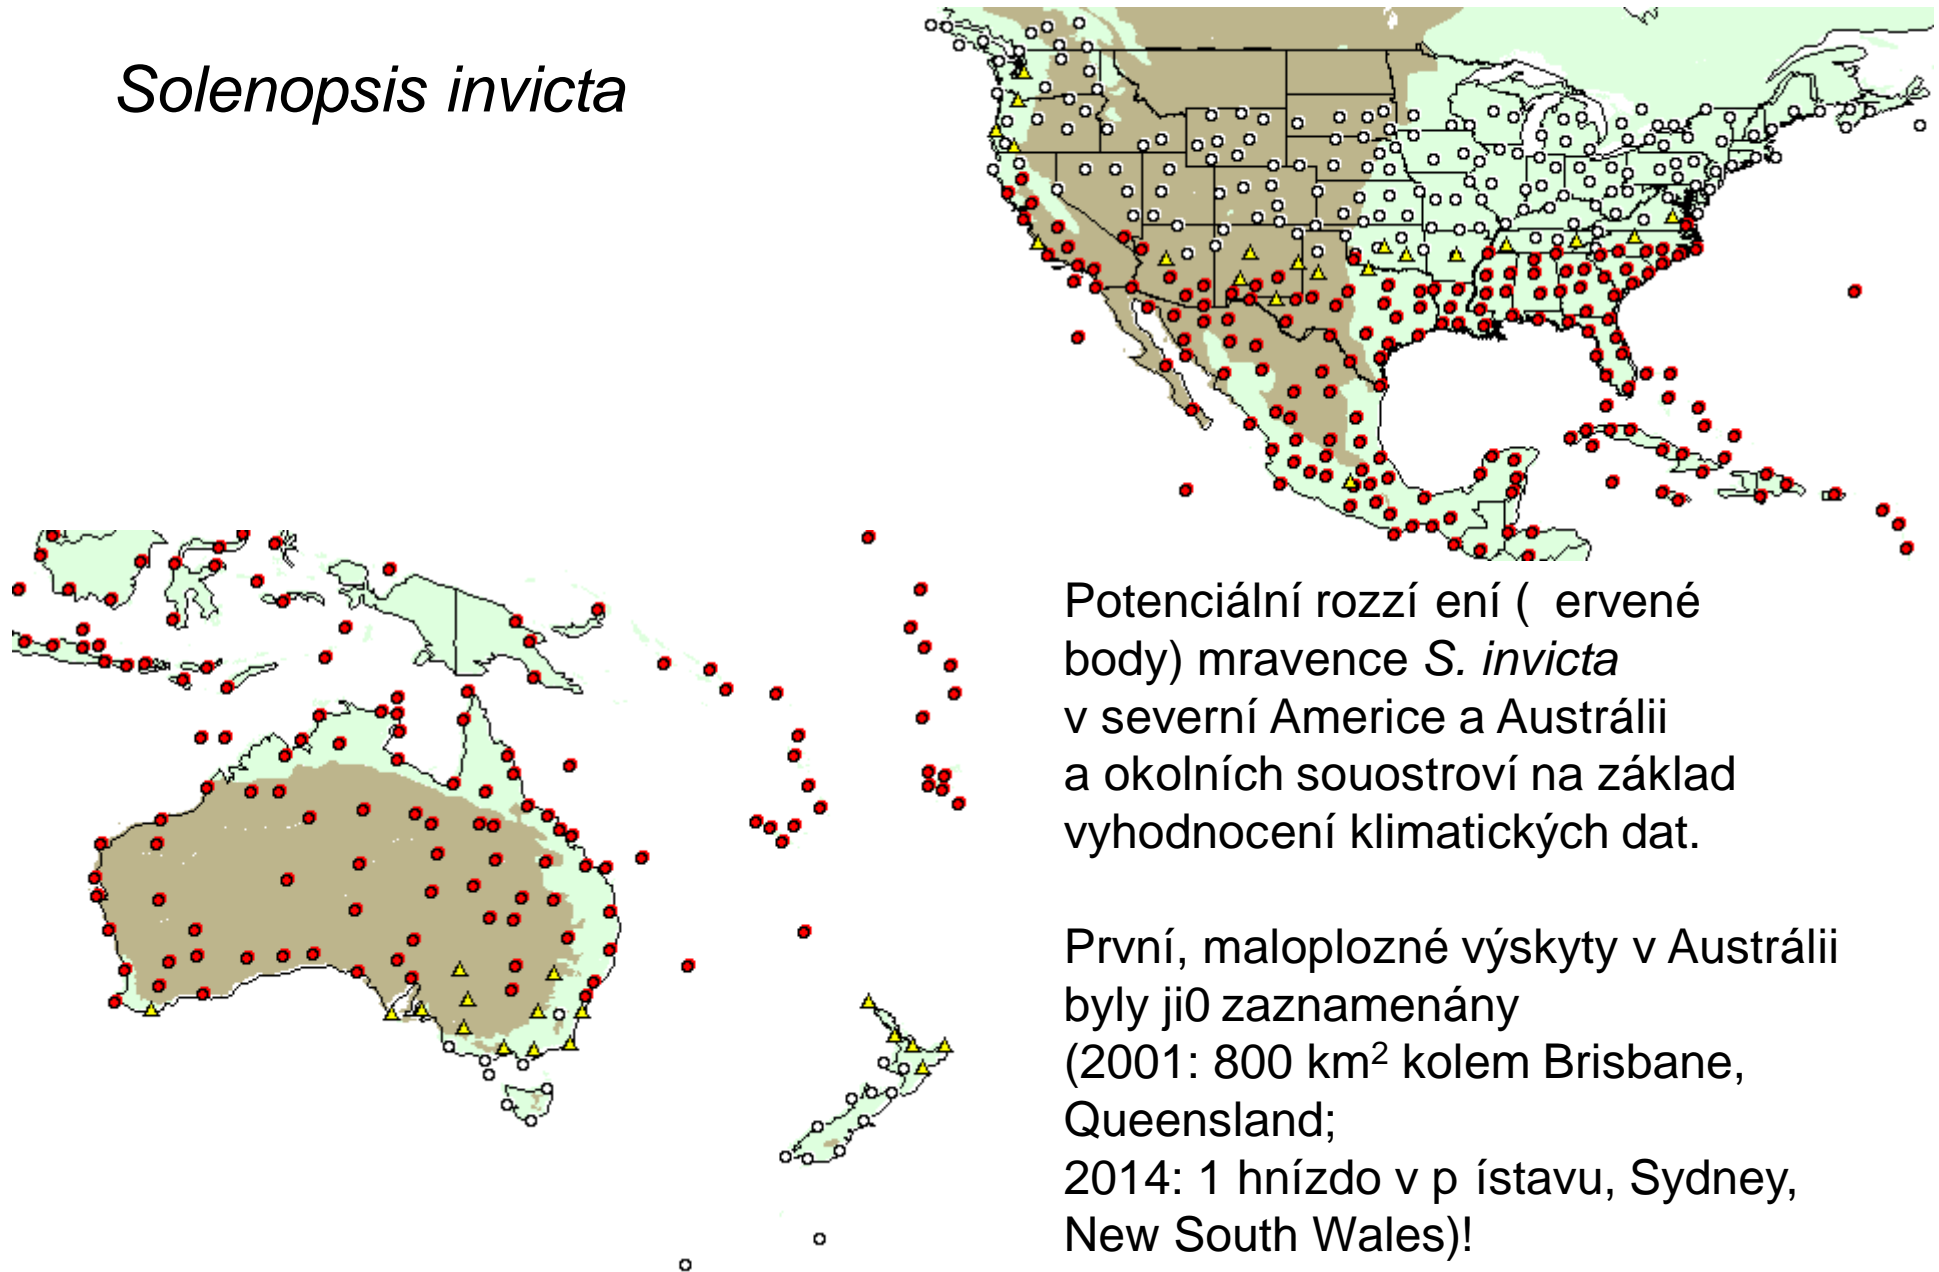 Solenopsis invicta
Potenciální rozzí ení ( ervené
body) mravence S. invicta
v severní Americe a Austrálii
a okolních souostroví na základ
vyhodnocení klimatických dat.
První, maloplozné výskyty v Austrálii
byly ji0 zaznamenány
(2001: 800 km² kolem Brisbane,
Queensland;
2014: 1 hnízdo v p ístavu, Sydney,
New South Wales)!